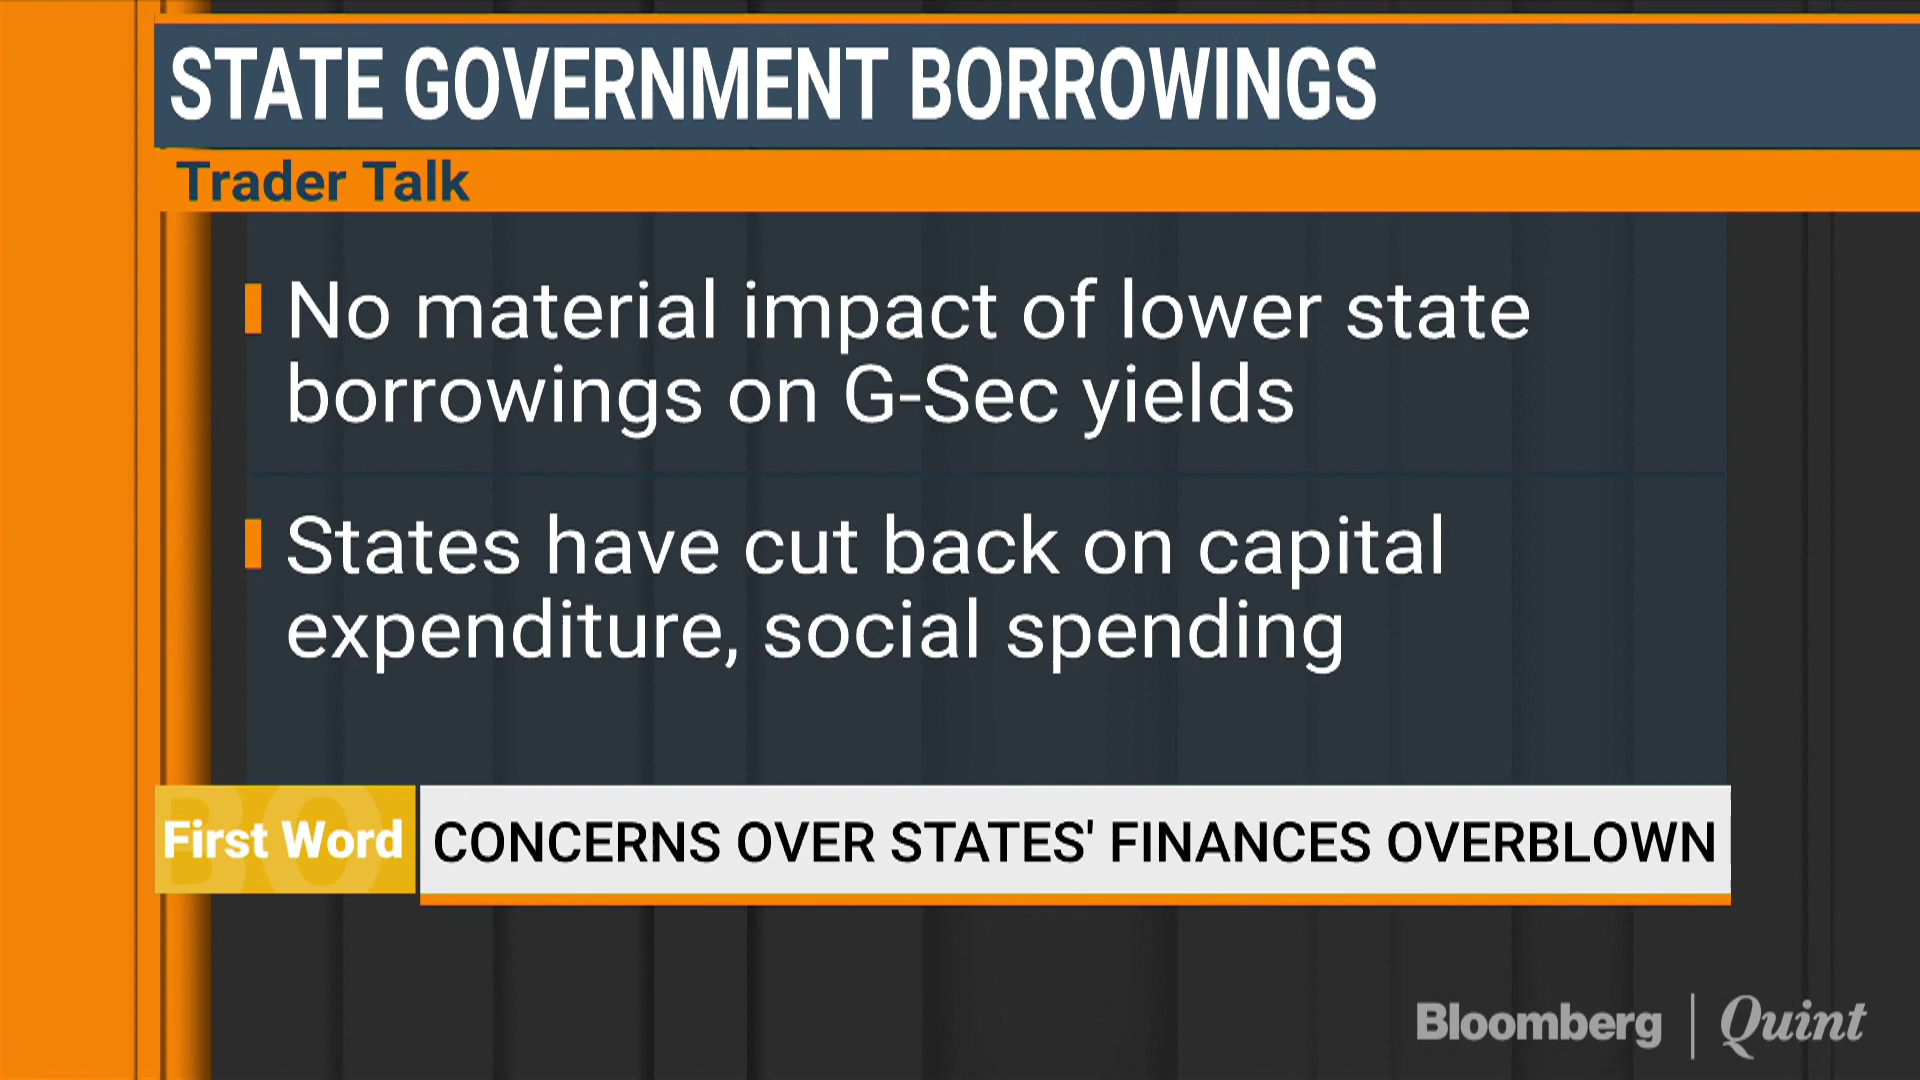 STATE GOVERNMENT BORROWINGS
Trader Talk
No material impact of lower state
borrowings on G-Sec yields
States have cut back on capital
expenditure, social spending
First Word
CONCERNS OVER STATES' FINANCES OVERBLOWN
Bloomberg | Quint